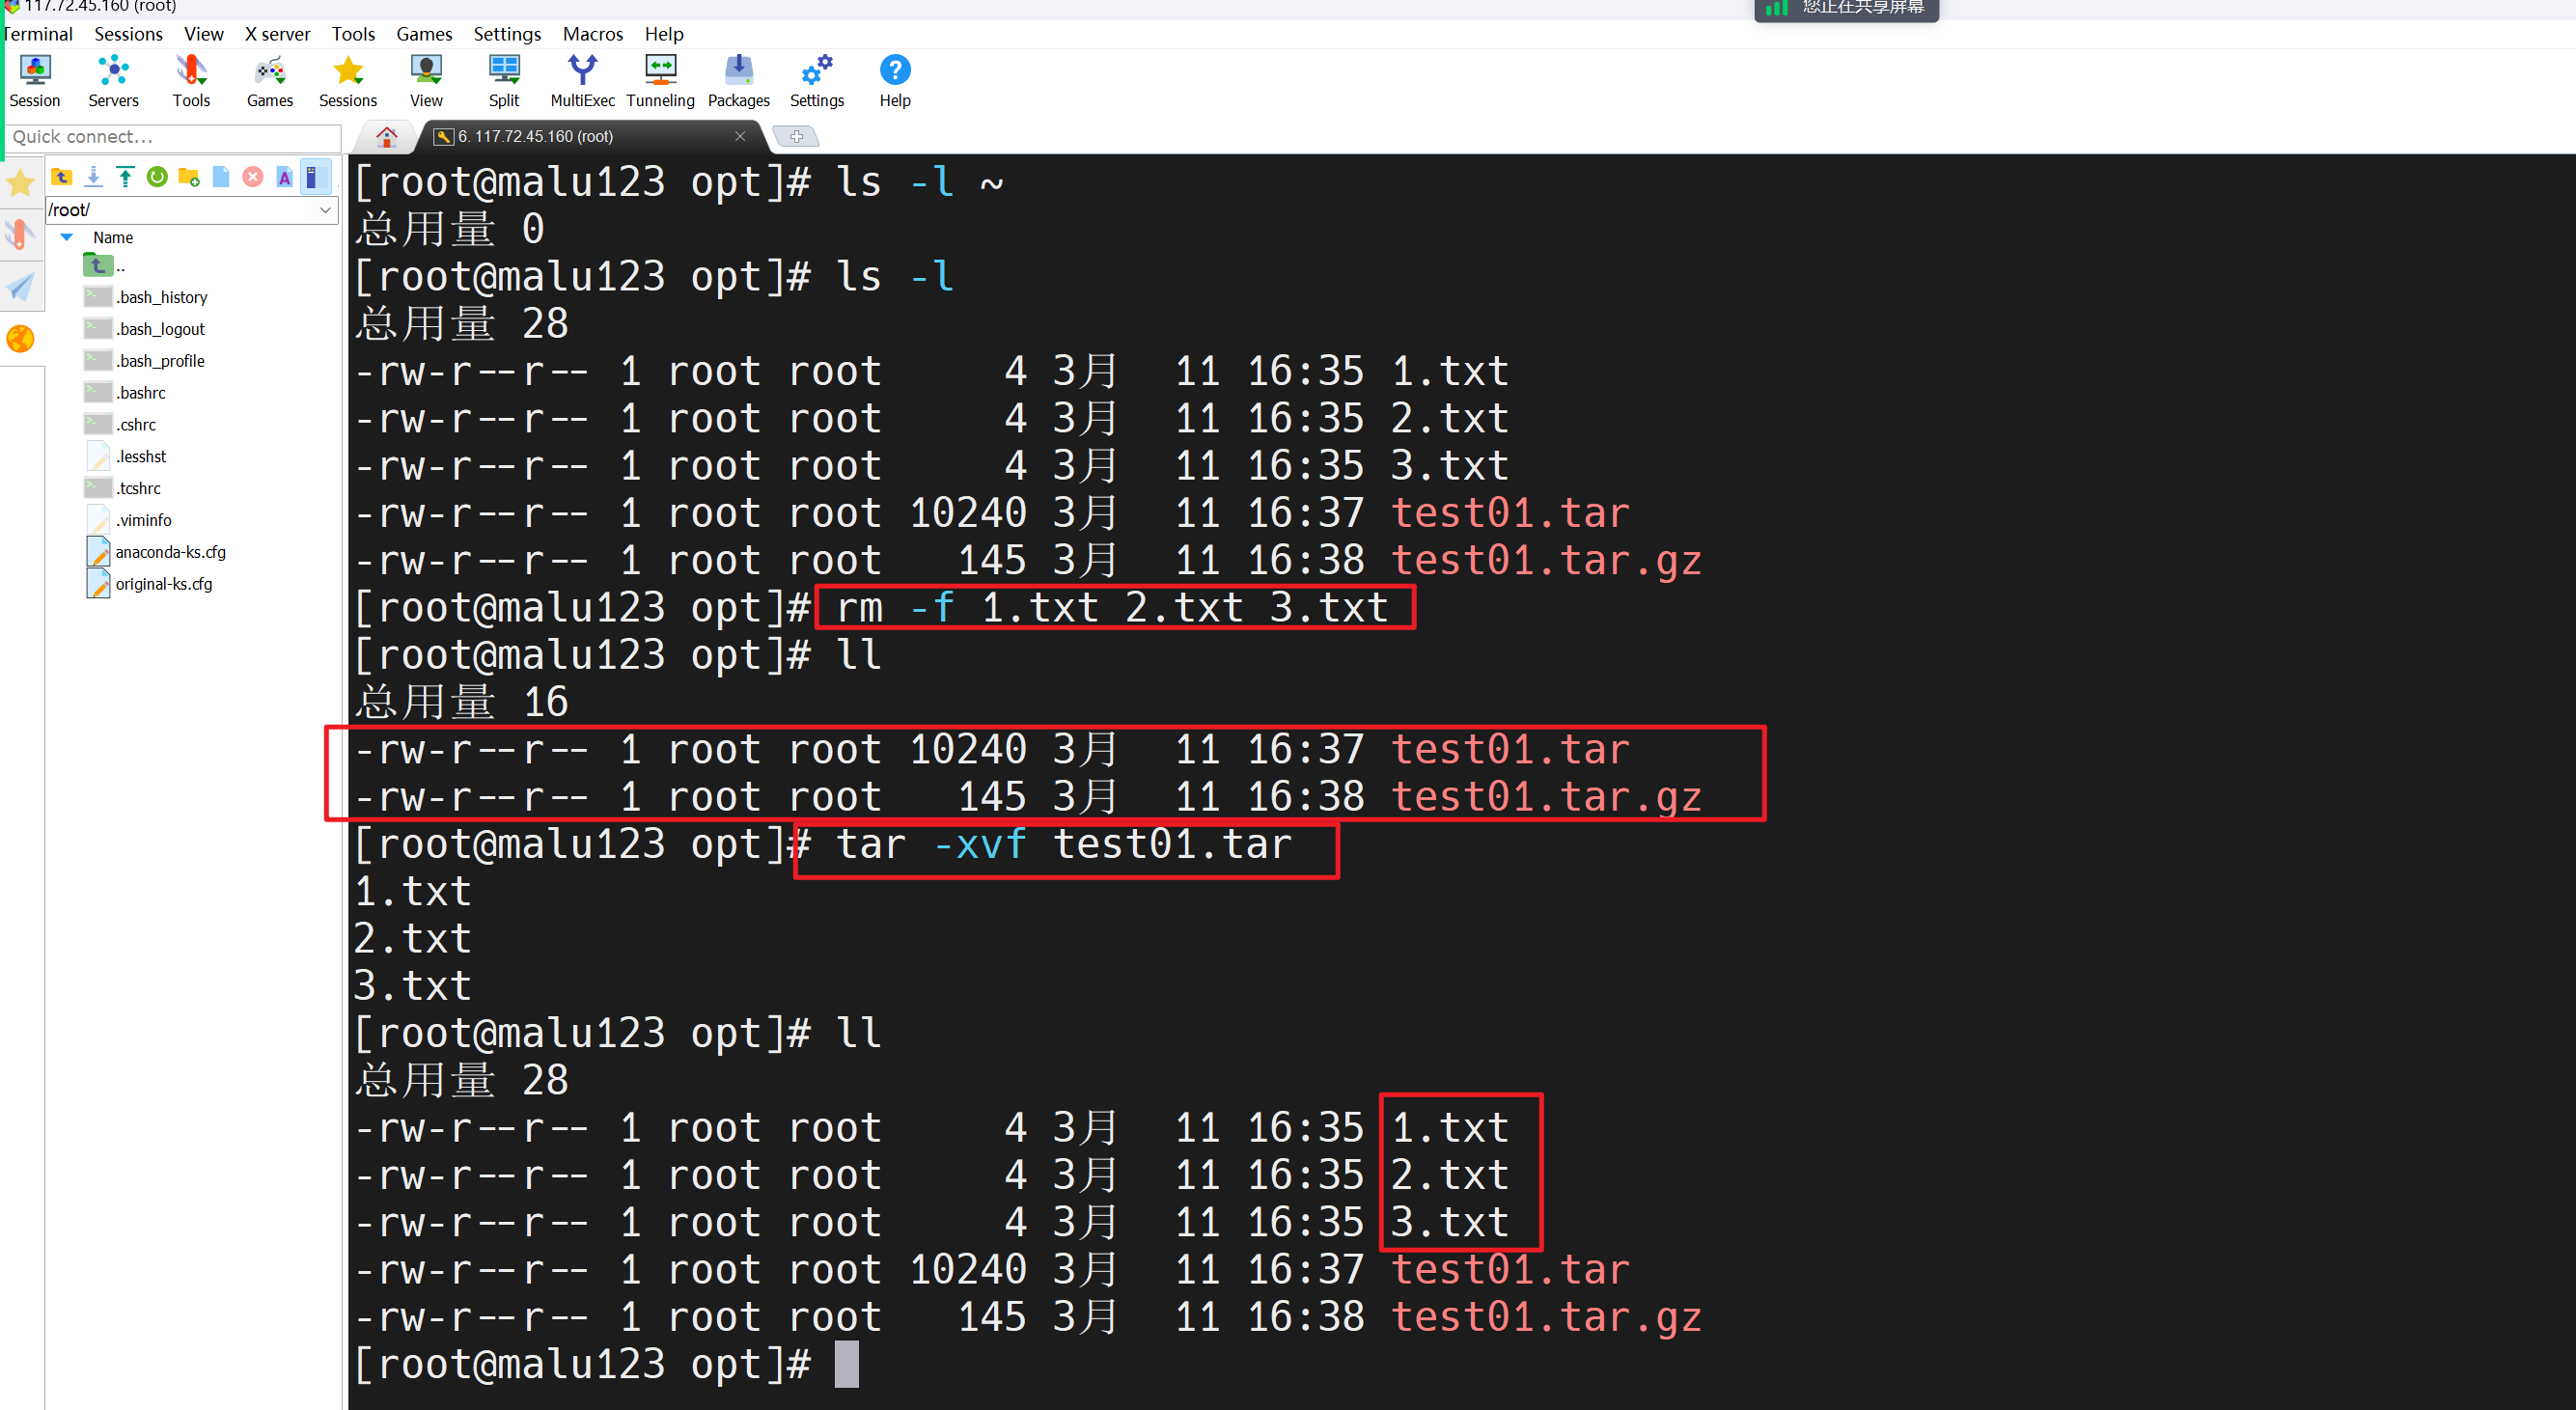 117.72.45.160 (root)
您正在共享屏幕
Terminal Sessions View X server Tools Games Settings Macros Help
Session Servers Tools Games Sessions View Split MultiExec Tunneling Packages Settings Help
Quick connect...
6. 117.72.45.160 (root)
/root/
Name
..
.bash_history
.bash_logout
.bash_profile
.bashrc
.cshrc
.lesshst
.tcshrc
.viminfo
anaconda-ks.cfg
original-ks.cfg
[root@malu123 opt]# ls -l ~
总用量 0
[root@malu123 opt]# ls -l
总用量 28
-rw-r--r-- 1 root root     4 3月  11 16:35 1.txt
-rw-r--r-- 1 root root     4 3月  11 16:35 2.txt
-rw-r--r-- 1 root root     4 3月  11 16:35 3.txt
-rw-r--r-- 1 root root 10240 3月  11 16:37 test01.tar
-rw-r--r-- 1 root root   145 3月  11 16:38 test01.tar.gz
[root@malu123 opt]# rm -f 1.txt 2.txt 3.txt
[root@malu123 opt]# ll
总用量 16
-rw-r--r-- 1 root root 10240 3月  11 16:37 test01.tar
-rw-r--r-- 1 root root   145 3月  11 16:38 test01.tar.gz
[root@malu123 opt]# tar -xvf test01.tar
1.txt
2.txt
3.txt
[root@malu123 opt]# ll
总用量 28
-rw-r--r-- 1 root root     4 3月  11 16:35 1.txt
-rw-r--r-- 1 root root     4 3月  11 16:35 2.txt
-rw-r--r-- 1 root root     4 3月  11 16:35 3.txt
-rw-r--r-- 1 root root 10240 3月  11 16:37 test01.tar
-rw-r--r-- 1 root root   145 3月  11 16:38 test01.tar.gz
[root@malu123 opt]#